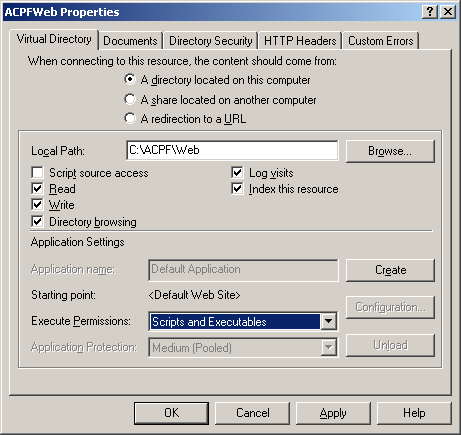 ACPFWeb Properties
Virtual Directory Documents Directory Security HTTP Headers Custom Errors
When connecting to this resource, the content should come from:
A directory located on this computer
A share located on another computer
A redirection to a URL
Local Path: C:\ACPF\Web Browse...
Script source access Log visits
Read Index this resource
Write
Directory browsing
Application Settings
Application name: Default Application Create
Starting point: <Default Web Site>
Configuration...
Execute Permissions: Scripts and Executables
Application Protection: Medium (Pooled) Unload
OK Cancel Apply Help